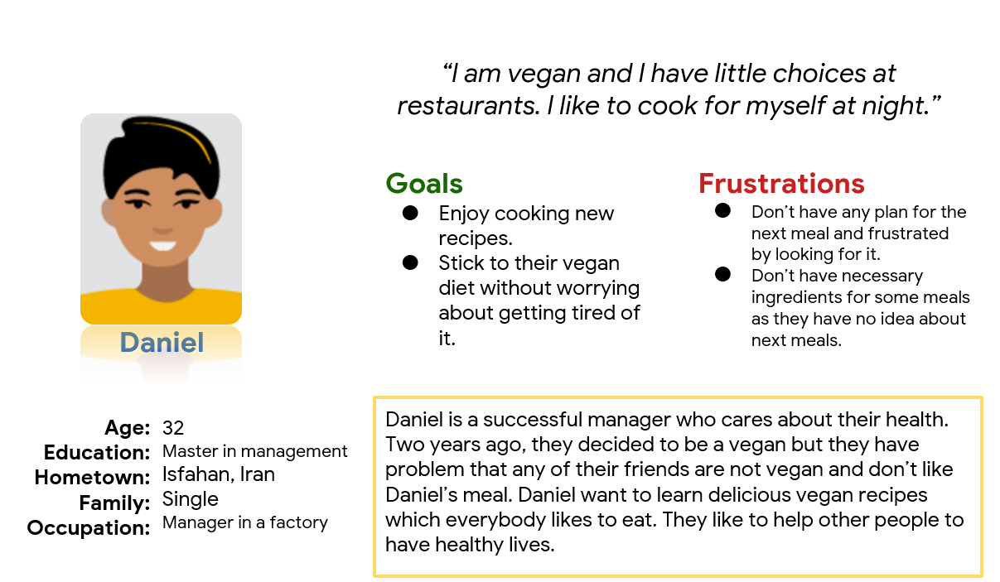 “I am vegan and I have little choices at
restaurants. I like to cook for myself at night.”
Daniel
Age: 32
Education: Master in management
Hometown: Isfahan, Iran
Family: Single
Occupation: Manager in a factory
Goals
● Enjoy cooking new
recipes.
● Stick to their vegan
diet without worrying
about getting tired of
it.
Frustrations
● Don’t have any plan for the
next meal and frustrated
by looking for it.
● Don’t have necessary
ingredients for some meals
as they have no idea about
next meals.
Daniel is a successful manager who cares about their health.
Two years ago, they decided to be a vegan but they have
problem that any of their friends are not vegan and don’t like
Daniel’s meal. Daniel want to learn delicious vegan recipes
which everybody likes to eat. They like to help other people to
have healthy lives.